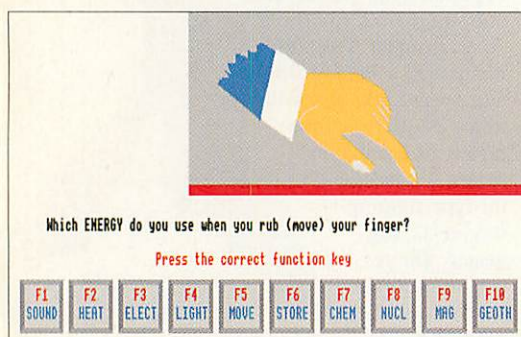 Which ENERGY do you use when you rub (move) your finger?
Press the correct function key
F1 F2 F3 F4 F5 F6 F7 F8 F9 F10
SOUND HEAT ELECT LIGHT MOVE STORE CHEM NUCL MAG GEOTH